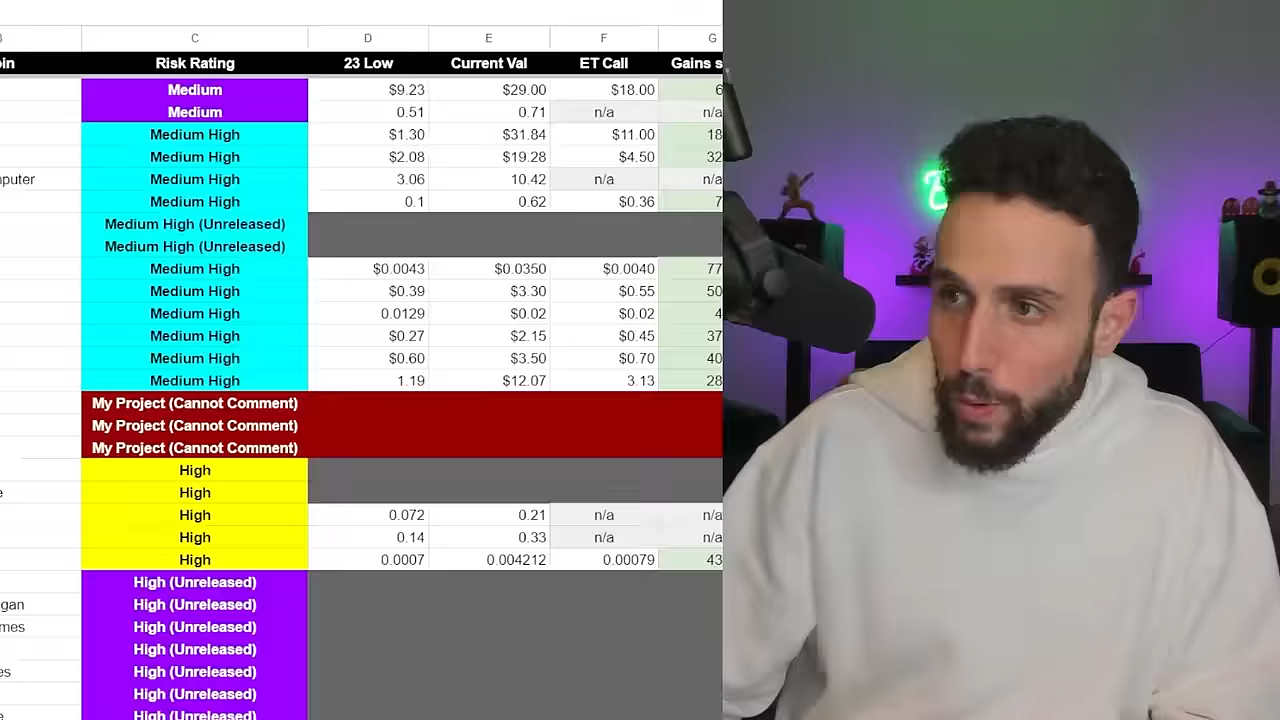 B C D E F G
oin Risk Rating 23 Low Current Val ET Call Gains s
Medium $9.23 $29.00 $18.00 6
Medium 0.51 0.71 n/a n/a
Medium High $1.30 $31.84 $11.00 18
Medium High $2.08 $19.28 $4.50 32
mputer Medium High 3.06 10.42 n/a n/a
Medium High 0.1 0.62 $0.36 7
Medium High (Unreleased)
Medium High (Unreleased)
Medium High $0.0043 $0.0350 $0.0040 77
Medium High $0.39 $3.30 $0.55 50
Medium High 0.0129 $0.02 $0.02 4
Medium High $0.27 $2.15 $0.45 37
Medium High $0.60 $3.50 $0.70 40
Medium High 1.19 $12.07 3.13 28
My Project (Cannot Comment)
My Project (Cannot Comment)
My Project (Cannot Comment)
High
e High
High 0.072 0.21 n/a n/a
High 0.14 0.33 n/a n/a
High 0.0007 0.004212 0.00079 43
High (Unreleased)
gan High (Unreleased)
mes High (Unreleased)
High (Unreleased)
es High (Unreleased)
High (Unreleased)
e High (Unreleased)